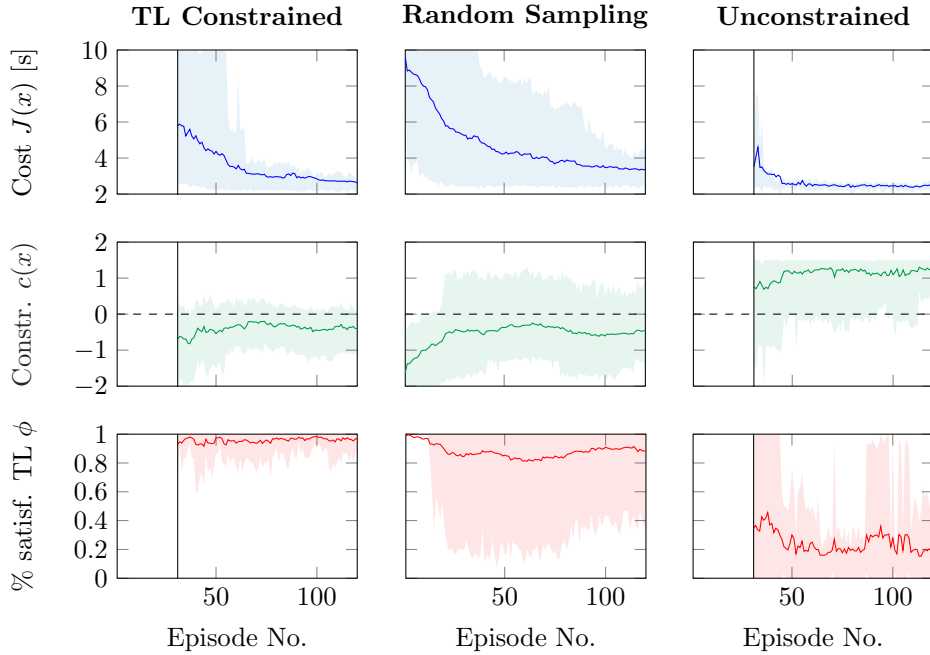 TL Constrained Random Sampling Unconstrained
Cost J(x) [s]
10
8
6
4
2
Constr. c(x)
2
1
0
−1
−2
% satisf. TL ϕ
1
0.8
0.6
0.4
0.2
0
50 100 50 100 50 100
Episode No. Episode No. Episode No.